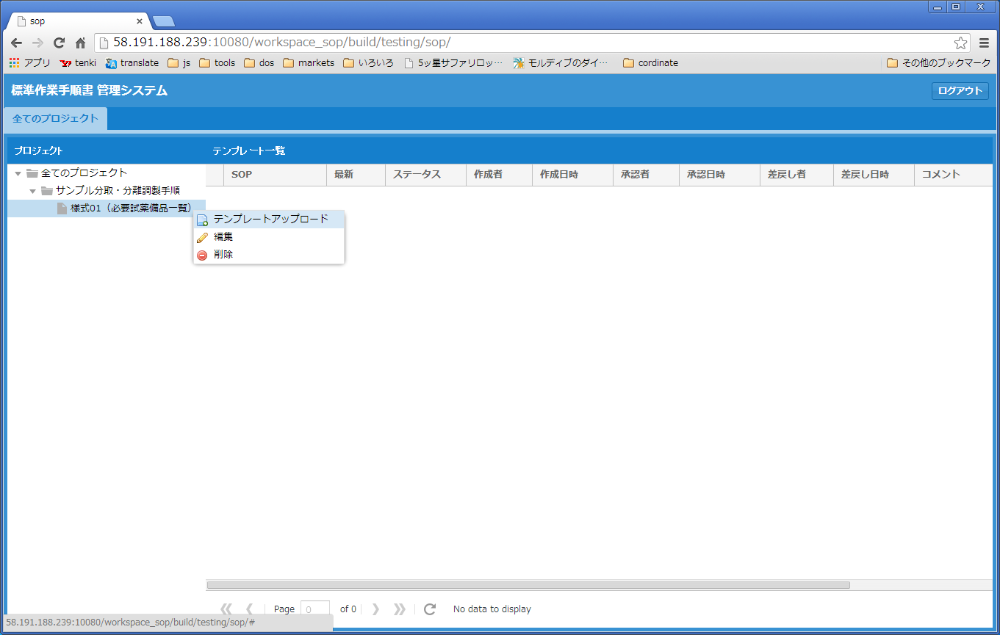 sop
58.191.188.239:10080/workspace_sop/build/testing/sop/
アプリ tenki translate js tools dos markets いろいろ 5ッ星サファリロッ… モルディブのダイ… cordinate その他のブックマーク
標準作業手順書 管理システム ログアウト
全てのプロジェクト
プロジェクト テンプレート一覧
全てのプロジェクト SOP 最新 ステータス 作成者 作成日時 承認者 承認日時 差戻し者 差戻し日時 コメント
サンプル分取・分離調製手順
様式01（必要試薬備品一覧）
テンプレートアップロード
編集
削除
Page 0 of 0 No data to display
58.191.188.239:10080/workspace_sop/build/testing/sop/#